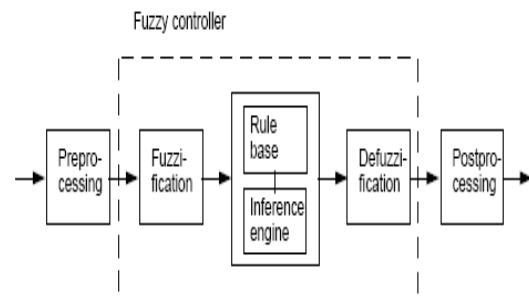 Fuzzy controller
Prepro-
cessing
Fuzzi-
fication
Rule
base
Inference
engine
Defuzzi-
fication
Postpro-
cessing